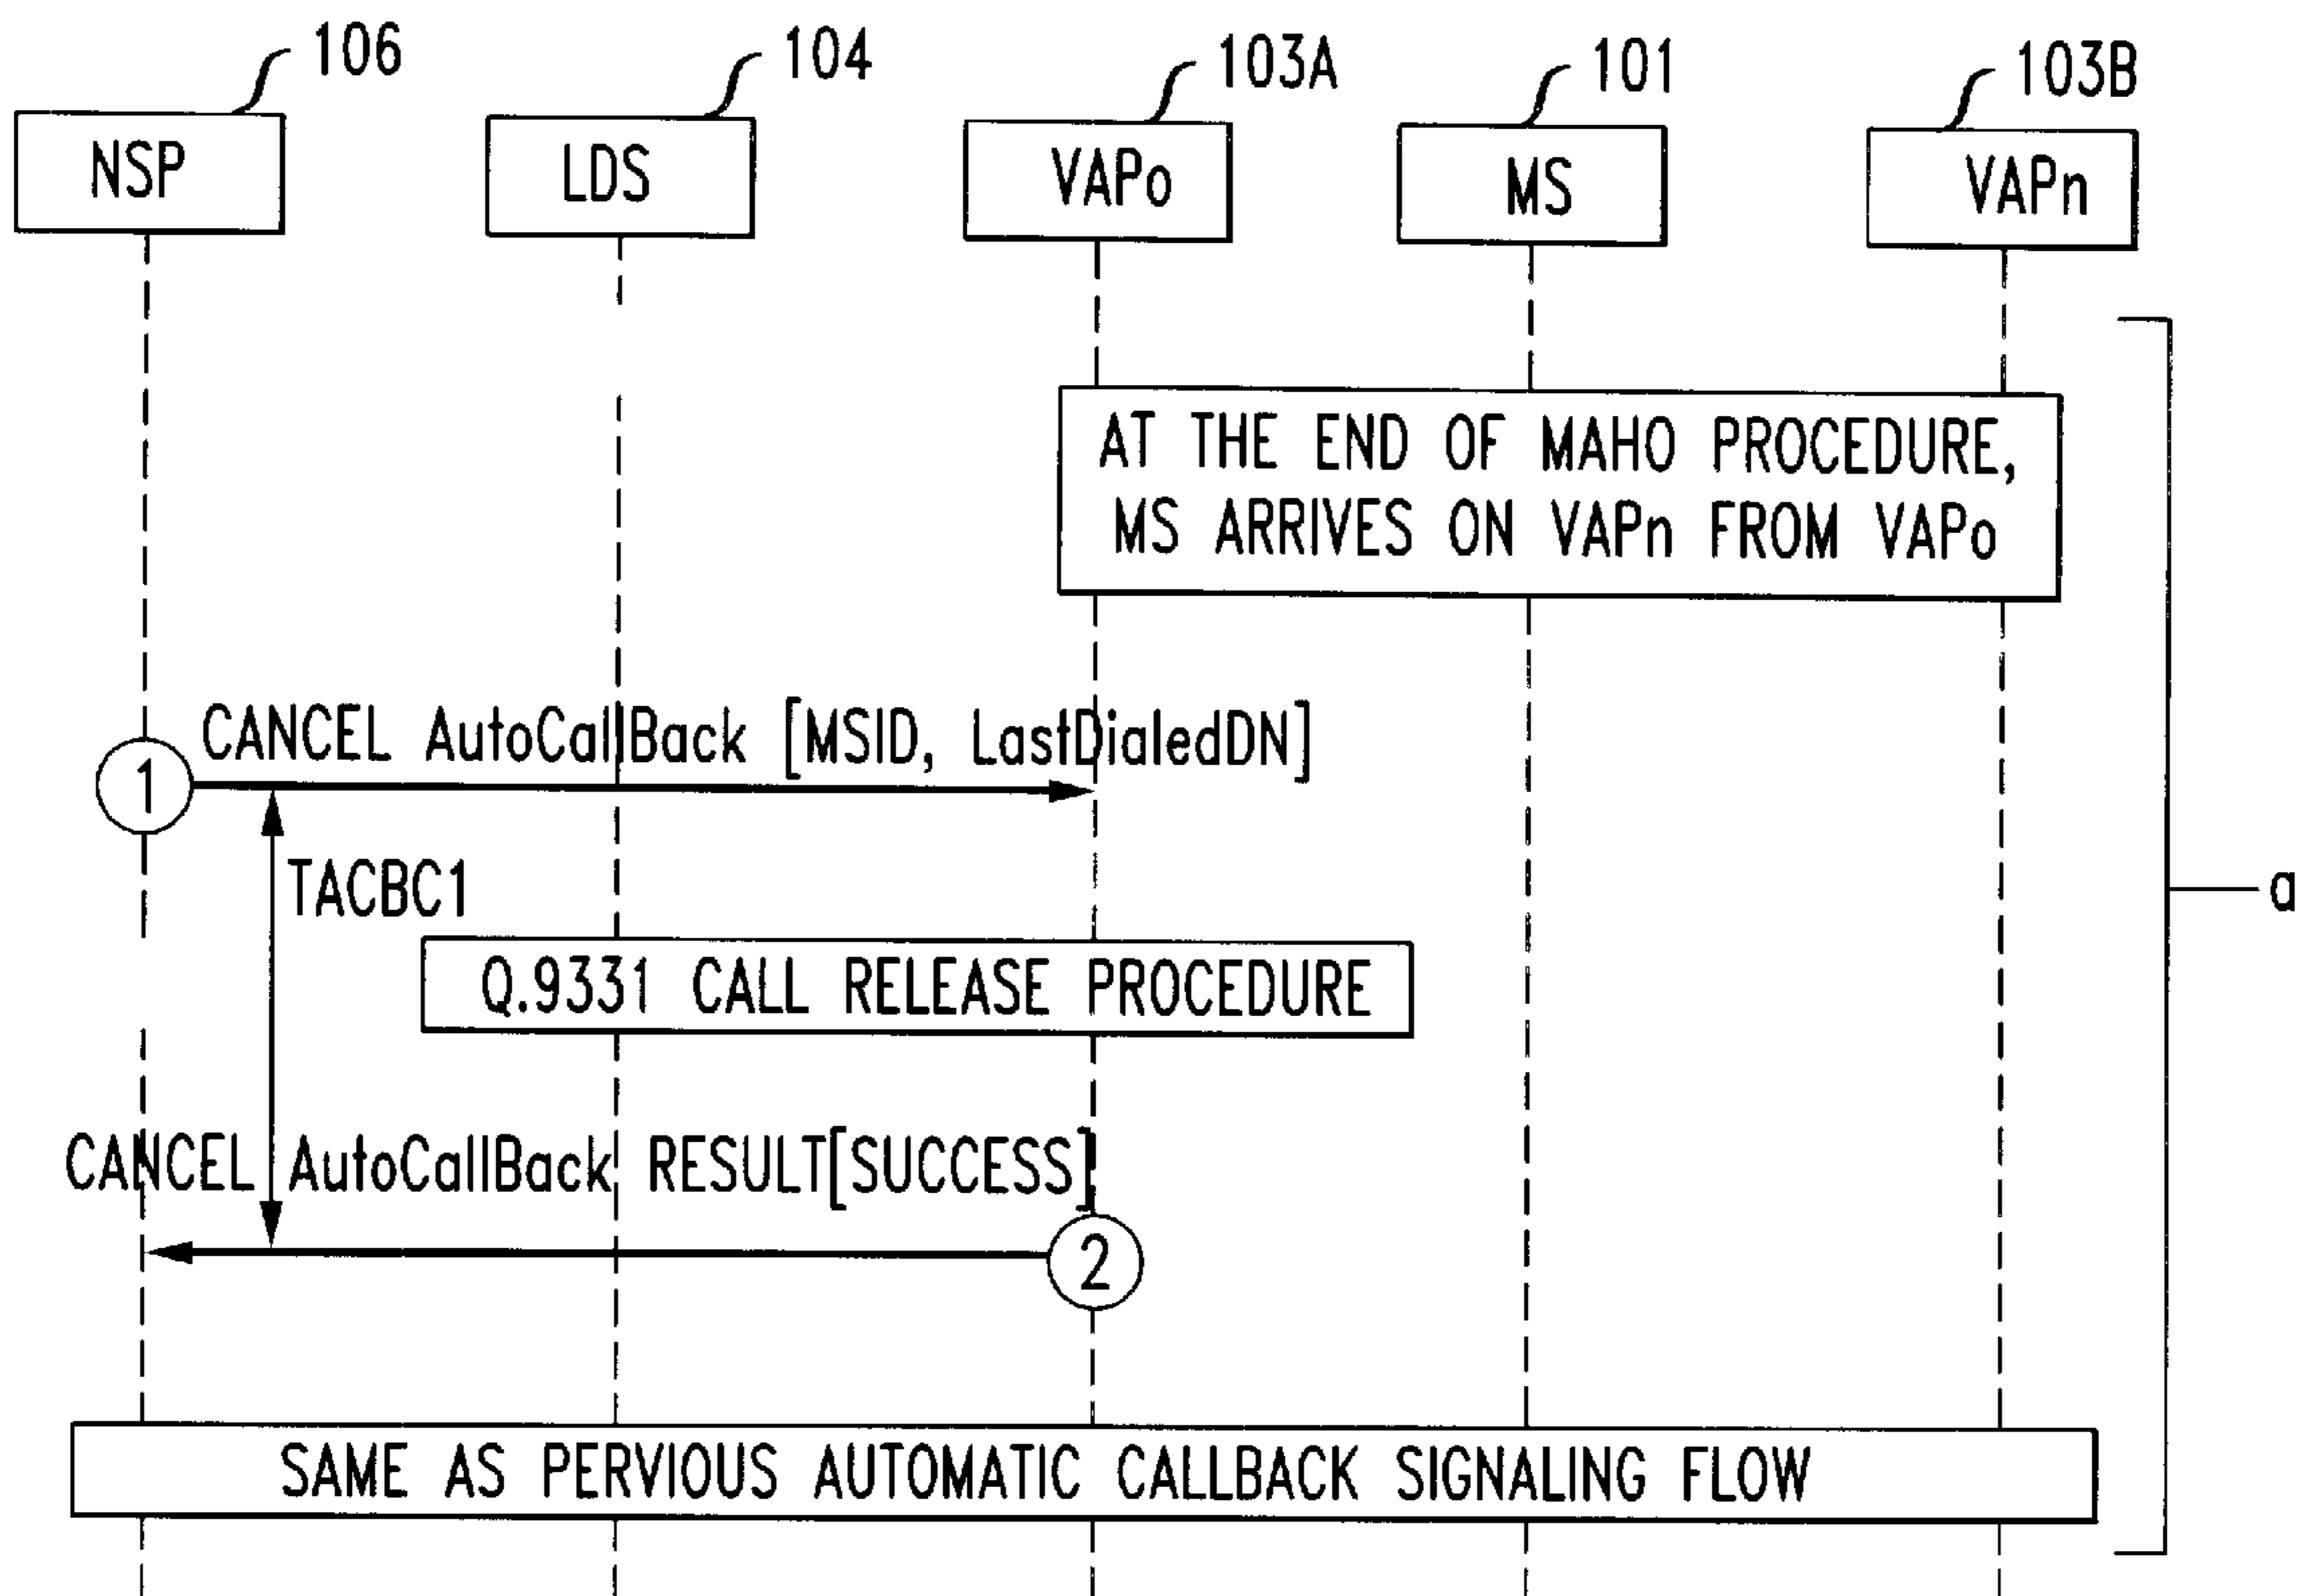 106
104
103A
101
103B
NSP
LDS
VAPo
MS
VAPn
AT THE END OF MAHO PROCEDURE,
MS ARRIVES ON VAPn FROM VAPo
CANCEL AutoCallBack [MSID, LastDialedDN]
1
TACBC1
a
Q.9331 CALL RELEASE PROCEDURE
CANCEL AutoCallBack RESULT[SUCCESS]
2
SAME AS PERVIOUS AUTOMATIC CALLBACK SIGNALING FLOW